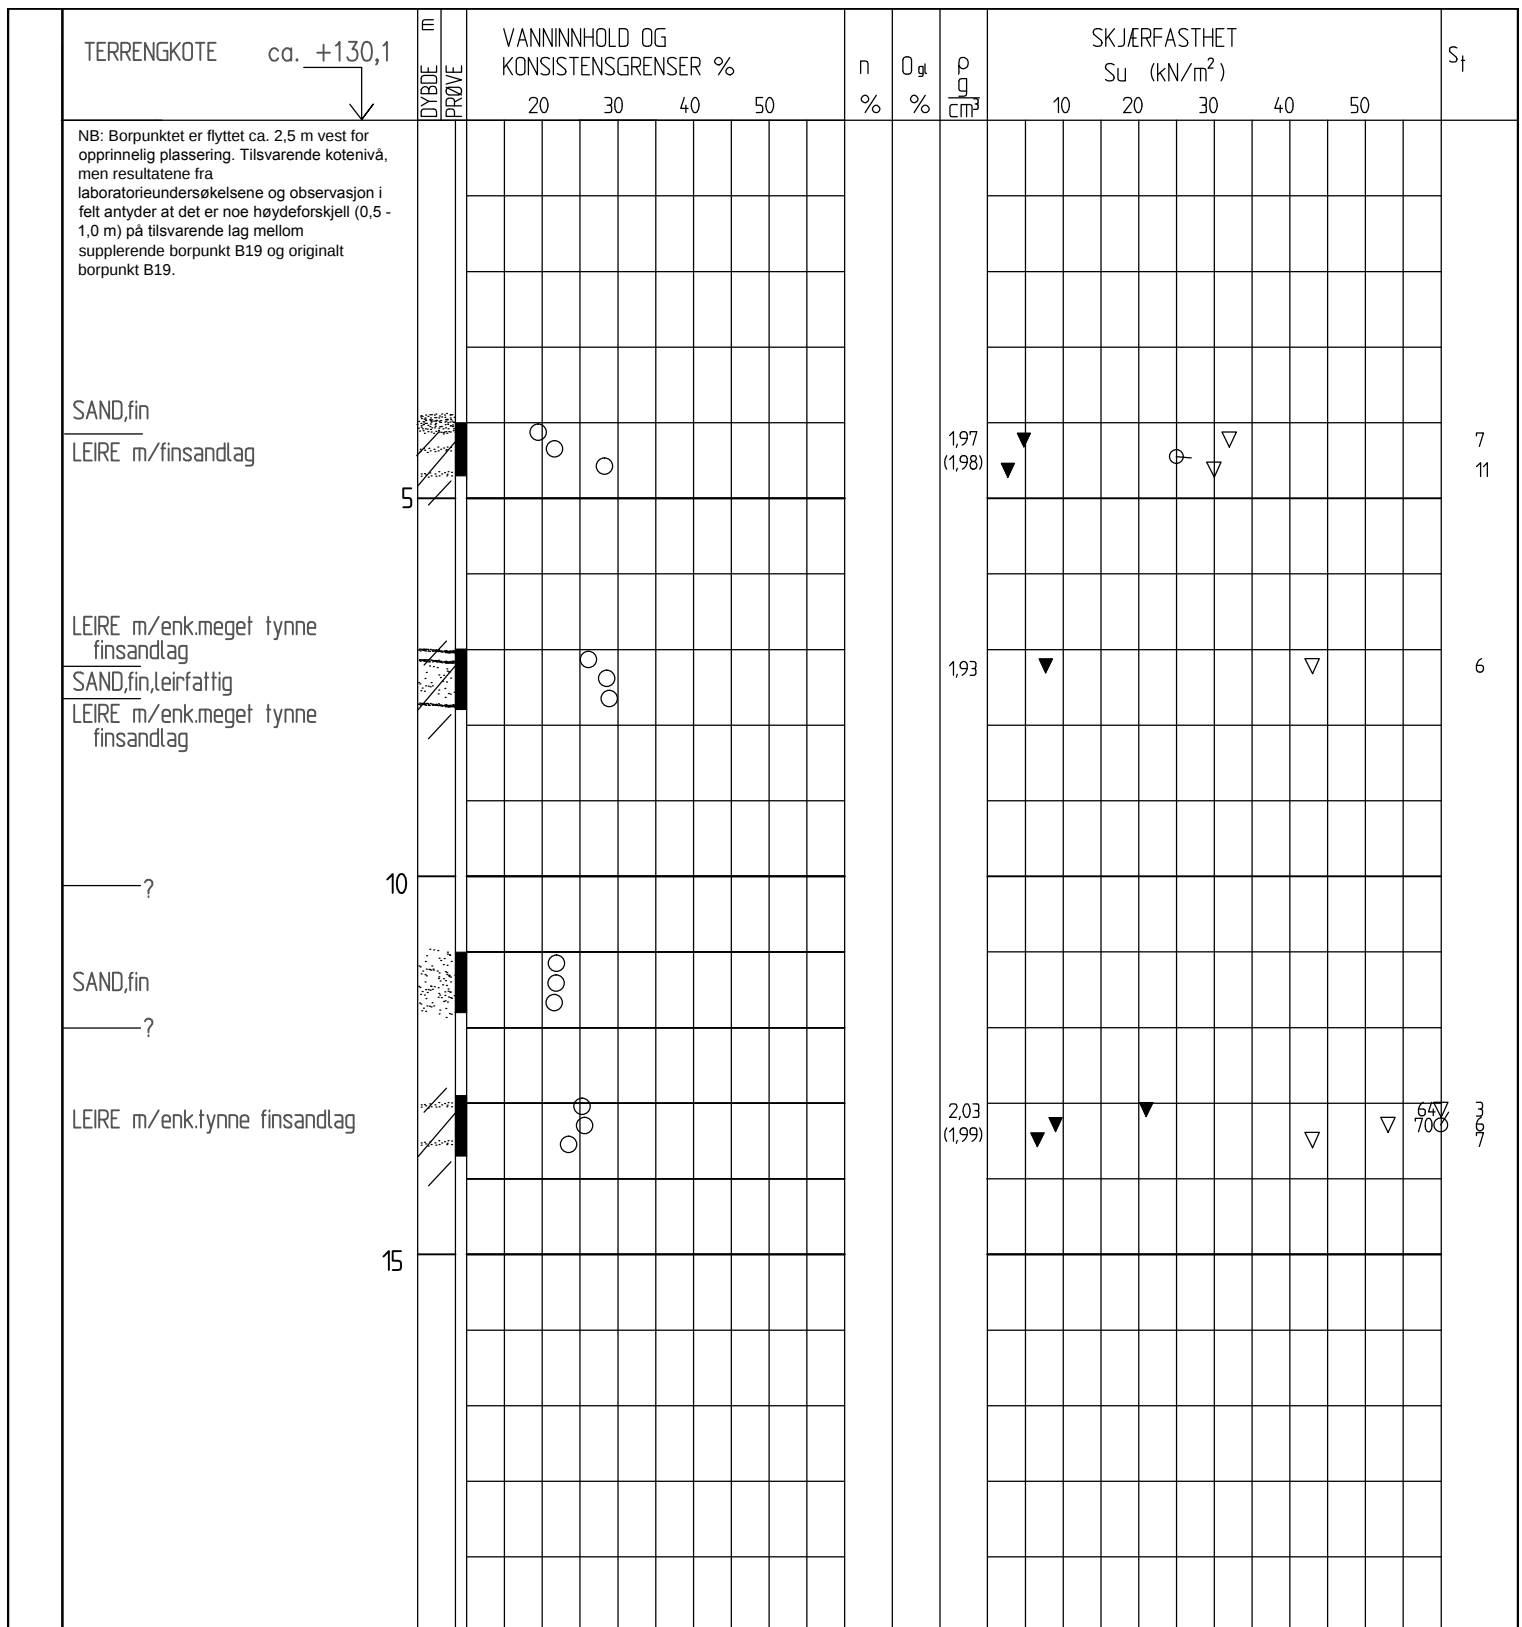 TERRENGKOTE ca. +130,1
DYBDE m
PRØVE
VANNINNHOLD OG
KONSISTENSGRENSER %
20 30 40 50
n
%
O gl
%
ρ
g
cm³
SKJÆRFASTHET
Su (kN/m²)
10 20 30 40 50
St
NB: Borpunktet er flyttet ca. 2,5 m vest for
opprinnelig plassering. Tilsvarende kotenivå,
men resultatene fra
laboratorieundersøkelsene og observasjon i
felt antyder at det er noe høydeforskjell (0,5 -
1,0 m) på tilsvarende lag mellom
supplerende borpunkt B19 og originalt
borpunkt B19.
SAND,fin
LEIRE m/finsandlag
1,97 7
(1,98) 11
5
LEIRE m/enk.meget tynne
finsandlag
SAND,fin,leirfattig
LEIRE m/enk.meget tynne
finsandlag
1,93 6
10
?
SAND,fin
?
LEIRE m/enk.tynne finsandlag
2,03 64 3
70 6
(1,99) 7
15